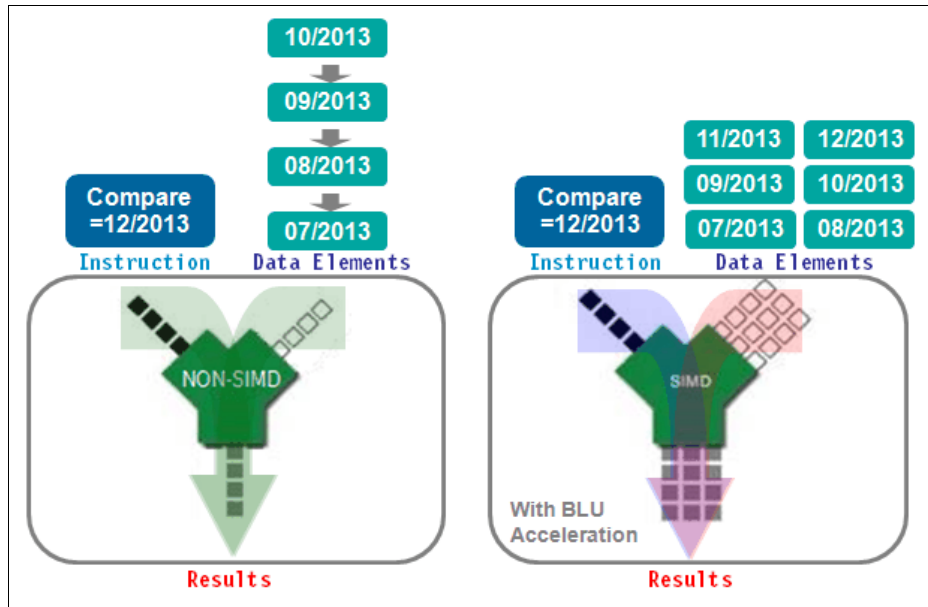 10/2013
09/2013
08/2013
07/2013
Compare
=12/2013
Instruction
Data Elements
NON-SIMD
Results
11/2013
12/2013
09/2013
10/2013
07/2013
08/2013
Compare
=12/2013
Instruction
Data Elements
SIMD
With BLU
Acceleration
Results